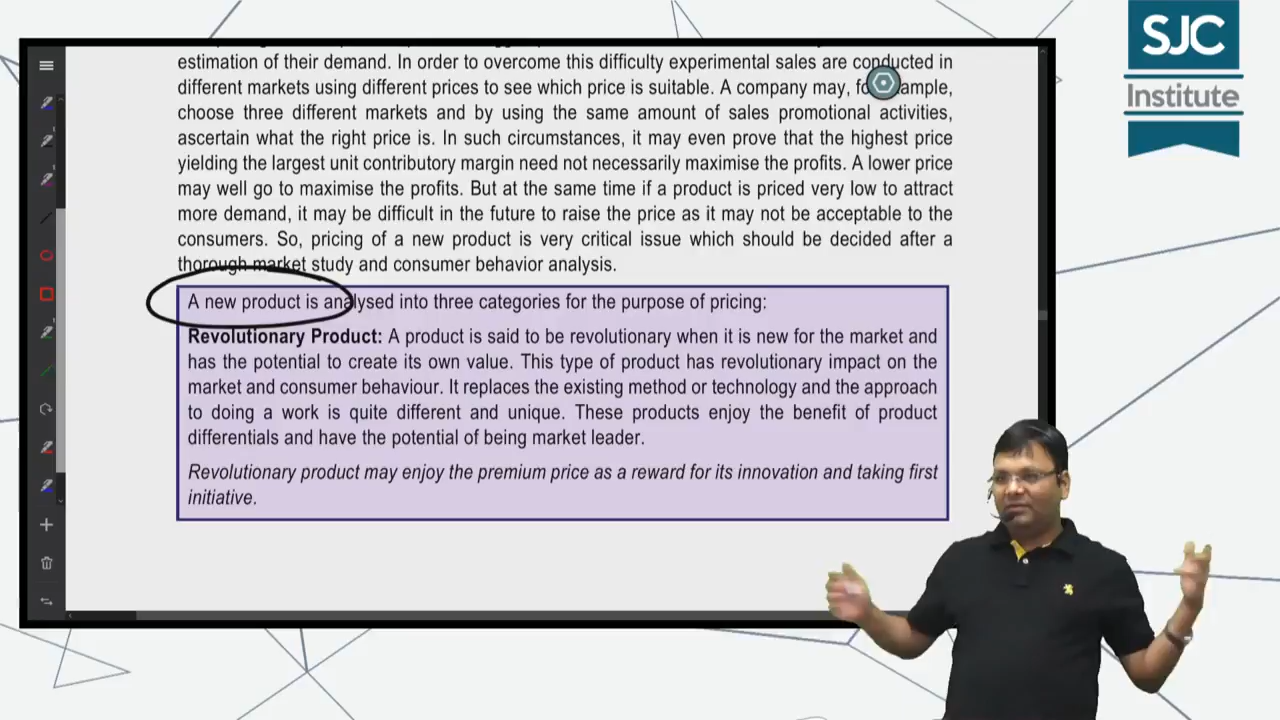 estimation of their demand. In order to overcome this difficulty experimental sales are conducted in
different markets using different prices to see which price is suitable. A company may, ample,
choose three different markets and by using the same amount of sales promotional activities,
ascertain what the right price is. In such circumstances, it may even prove that the highest price
yielding the largest unit contributory margin need not necessarily maximise the profits. A lower price
may well go to maximise the profits. But at the same time if a product is priced very low to attract
more demand, it may be difficult in the future to raise the price as it may not be acceptable to the
consumers. So, pricing of a new product is very critical issue which should be decided after a
thorough market study and consumer behavior analysis.
A new product is analysed into three categories for the purpose of pricing:
Revolutionary Product: A product is said to be revolutionary when it is new for the market and
has the potential to create its own value. This type of product has revolutionary impact on the
market and consumer behaviour. It replaces the existing method or technology and the approach
to doing a work is quite different and unique. These products enjoy the benefit of product
differentials and have the potential of being market leader.
Revolutionary product may enjoy the premium price as a reward for its innovation and taking first
initiative.
SJC
Institute